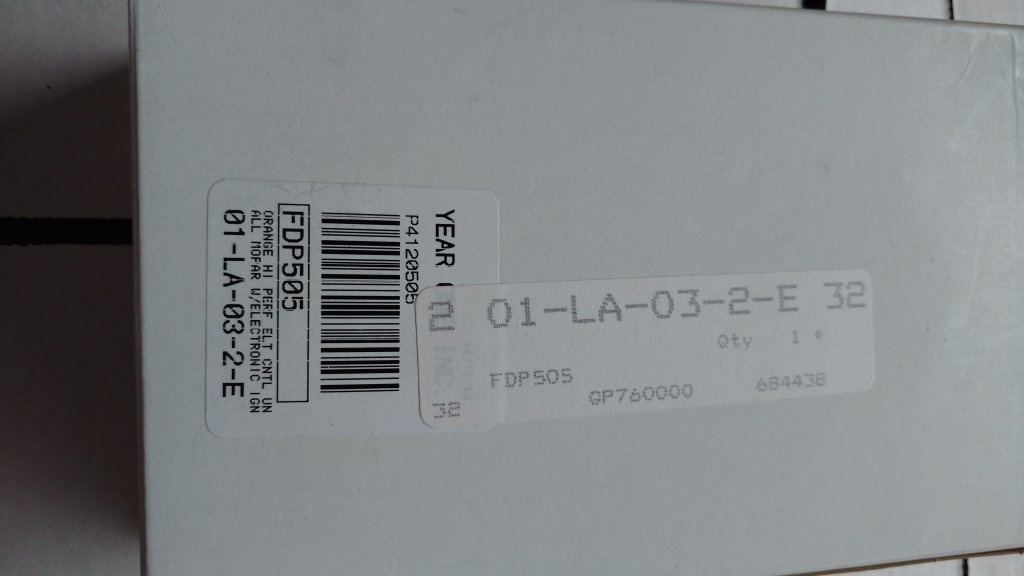 YEAR
P4120505
FDP505
ORANGE HI PERF ELT CNTL UN
ALL MOPAR W/ELECTRONIC IGN
01-LA-03-2-E
2 01-LA-03-2-E 32
Qty 1 *
FDP505
32 GP760000 684438
INC.